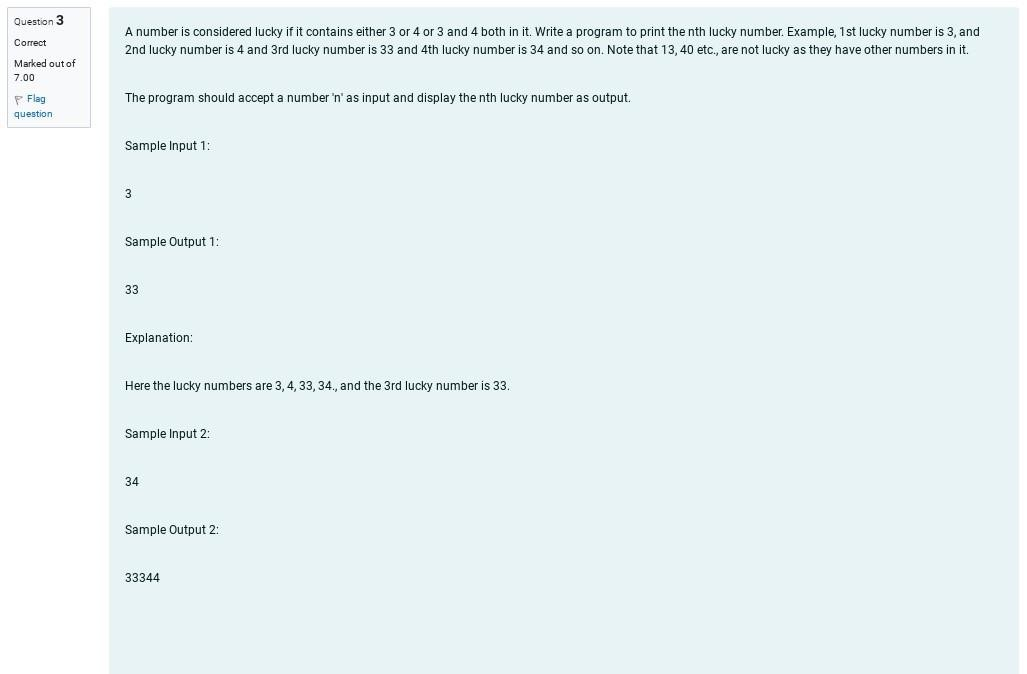 Question 3
Correct
Marked out of
7.00
Flag
question
A number is considered lucky if it contains either 3 or 4 or 3 and 4 both in it. Write a program to print the nth lucky number. Example, 1st lucky number is 3, and
2nd lucky number is 4 and 3rd lucky number is 33 and 4th lucky number is 34 and so on. Note that 13, 40 etc., are not lucky as they have other numbers in it.
The program should accept a number 'n' as input and display the nth lucky number as output.
Sample Input 1:
3
Sample Output 1:
33
Explanation:
Here the lucky numbers are 3, 4, 33, 34., and the 3rd lucky number is 33.
Sample Input 2:
34
Sample Output 2:
33344